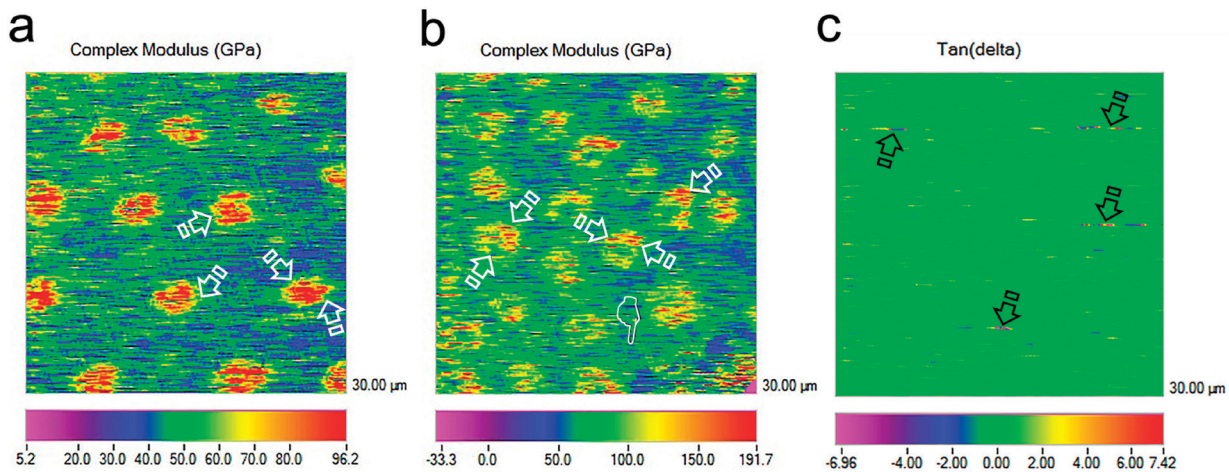 a
b
c
Complex Modulus (GPa)
Complex Modulus (GPa)
Tan(delta)
30.00 µm
30.00 µm
30.00 µm
5.2 20.0 30.0 40.0 50.0 60.0 70.0 80.0 96.2
-33.3 0.0 50.0 100.0 150.0 191.7
-6.96 -4.00 -2.00 0.00 2.00 4.00 6.00 7.42